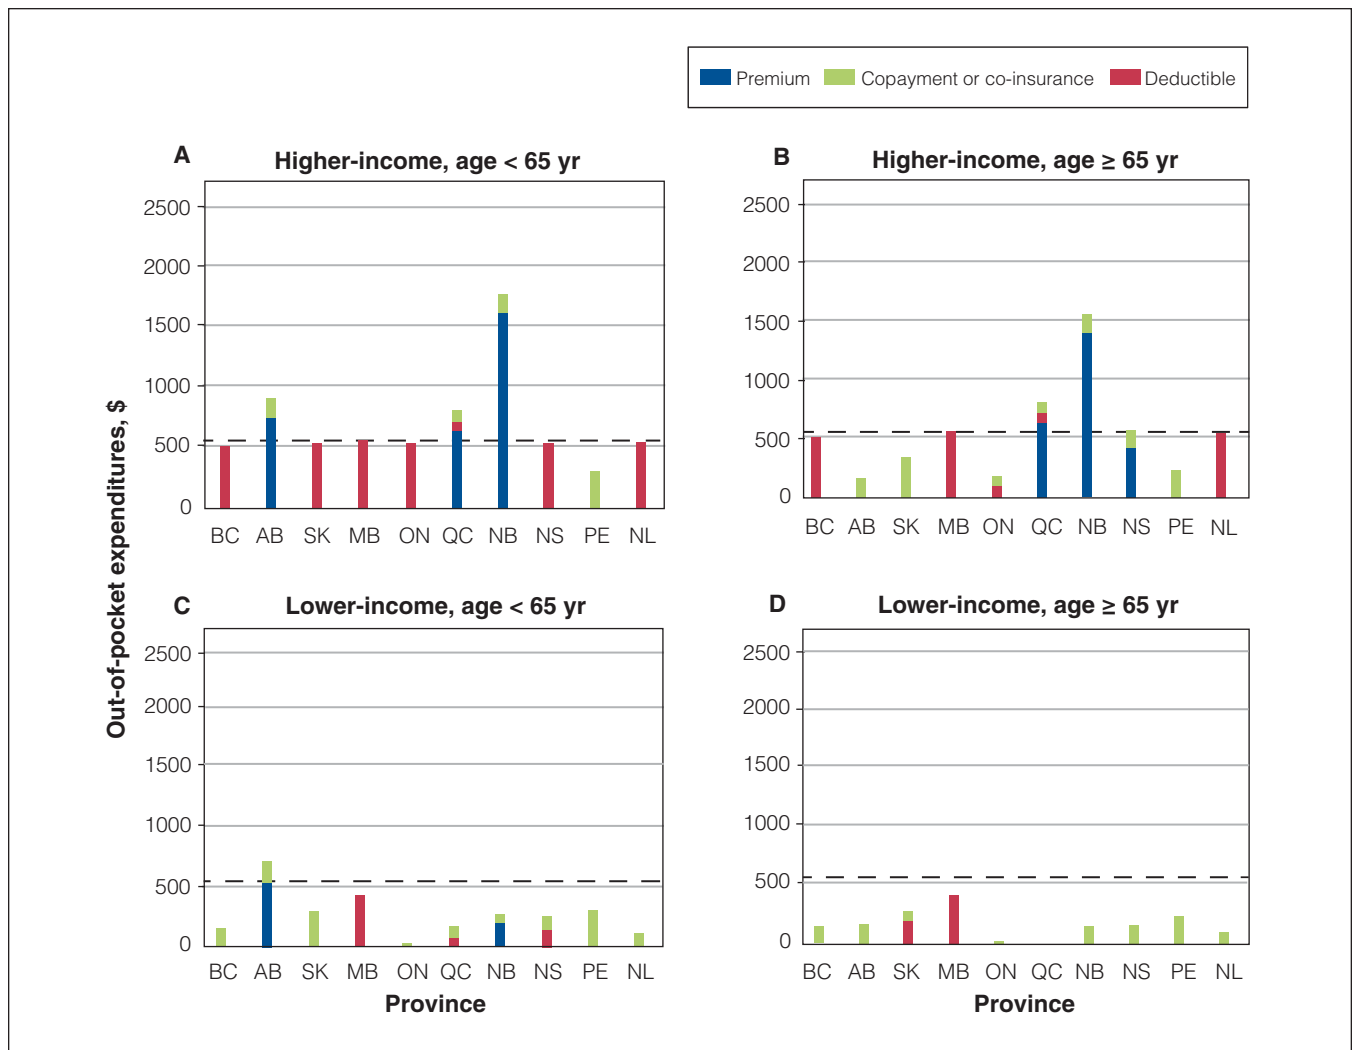 Premium Copayment or co-insurance Deductible
A Higher-income, age < 65 yr
2500
2000
1500
1000
500
0
BC AB SK MB ON QC NB NS PE NL
B Higher-income, age ≥ 65 yr
2500
2000
1500
1000
500
0
BC AB SK MB ON QC NB NS PE NL
Out-of-pocket expenditures, $
C Lower-income, age < 65 yr
2500
2000
1500
1000
500
0
BC AB SK MB ON QC NB NS PE NL
Province
D Lower-income, age ≥ 65 yr
2500
2000
1500
1000
500
0
BC AB SK MB ON QC NB NS PE NL
Province